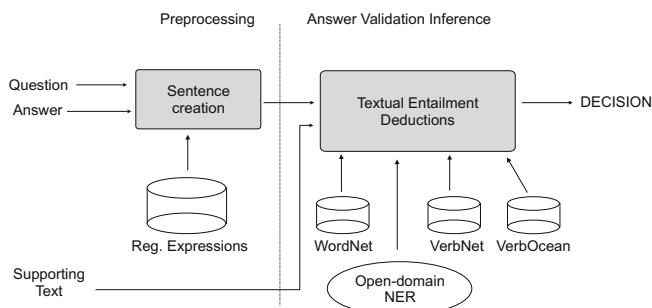 Preprocessing
Answer Validation Inference
Question
Answer
Sentence
creation
Textual Entailment
Deductions
DECISION
Reg. Expressions
WordNet
VerbNet
VerbOcean
Supporting
Text
Open-domain
NER